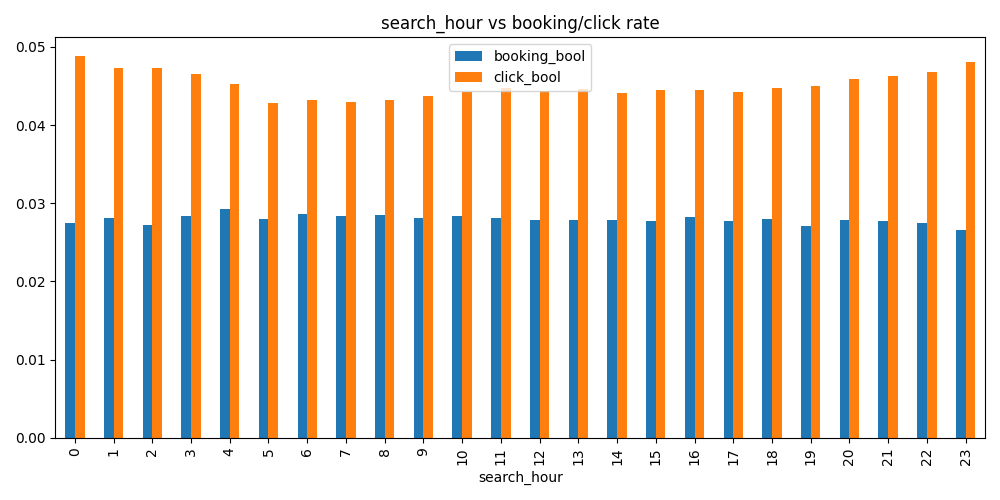 search_hour vs booking/click rate
booking_bool
click_bool
0.05
0.04
0.03
0.02
0.01
0.00
0 1 2 3 4 5 6 7 8 9 10 11 12 13 14 15 16 17 18 19 20 21 22 23
search_hour